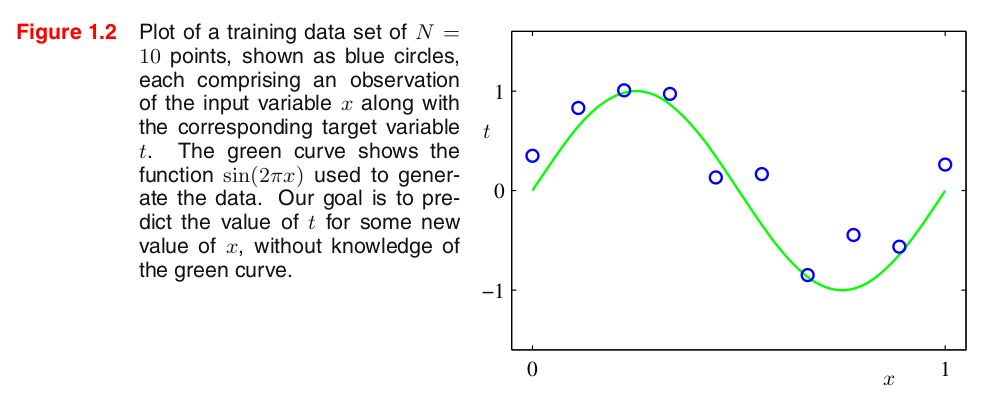 Figure 1.2 Plot of a training data set of N =
10 points, shown as blue circles,
each comprising an observation
of the input variable x along with
the corresponding target variable
t. The green curve shows the
function sin(2πx) used to gener-
ate the data. Our goal is to pre-
dict the value of t for some new
value of x, without knowledge of
the green curve.
1
t
0
−1
0
x
1